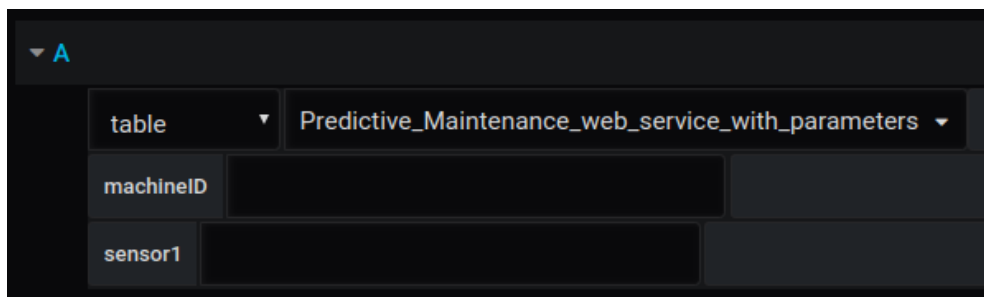 A
table Predictive_Maintenance_web_service_with_parameters
machineID
sensor1